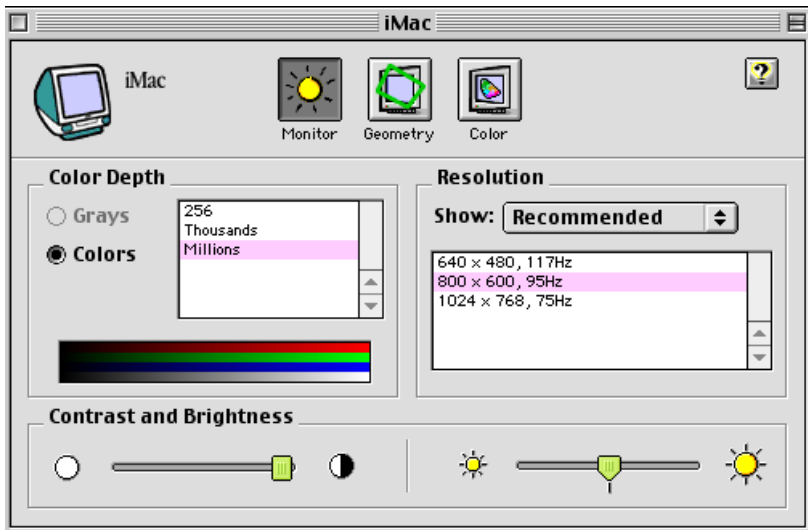 iMac
iMac
Monitor
Geometry
Color
?
Color Depth
Grays
Colors
256
Thousands
Millions
Resolution
Show: Recommended
640 x 480, 117Hz
800 x 600, 95Hz
1024 x 768, 75Hz
Contrast and Brightness